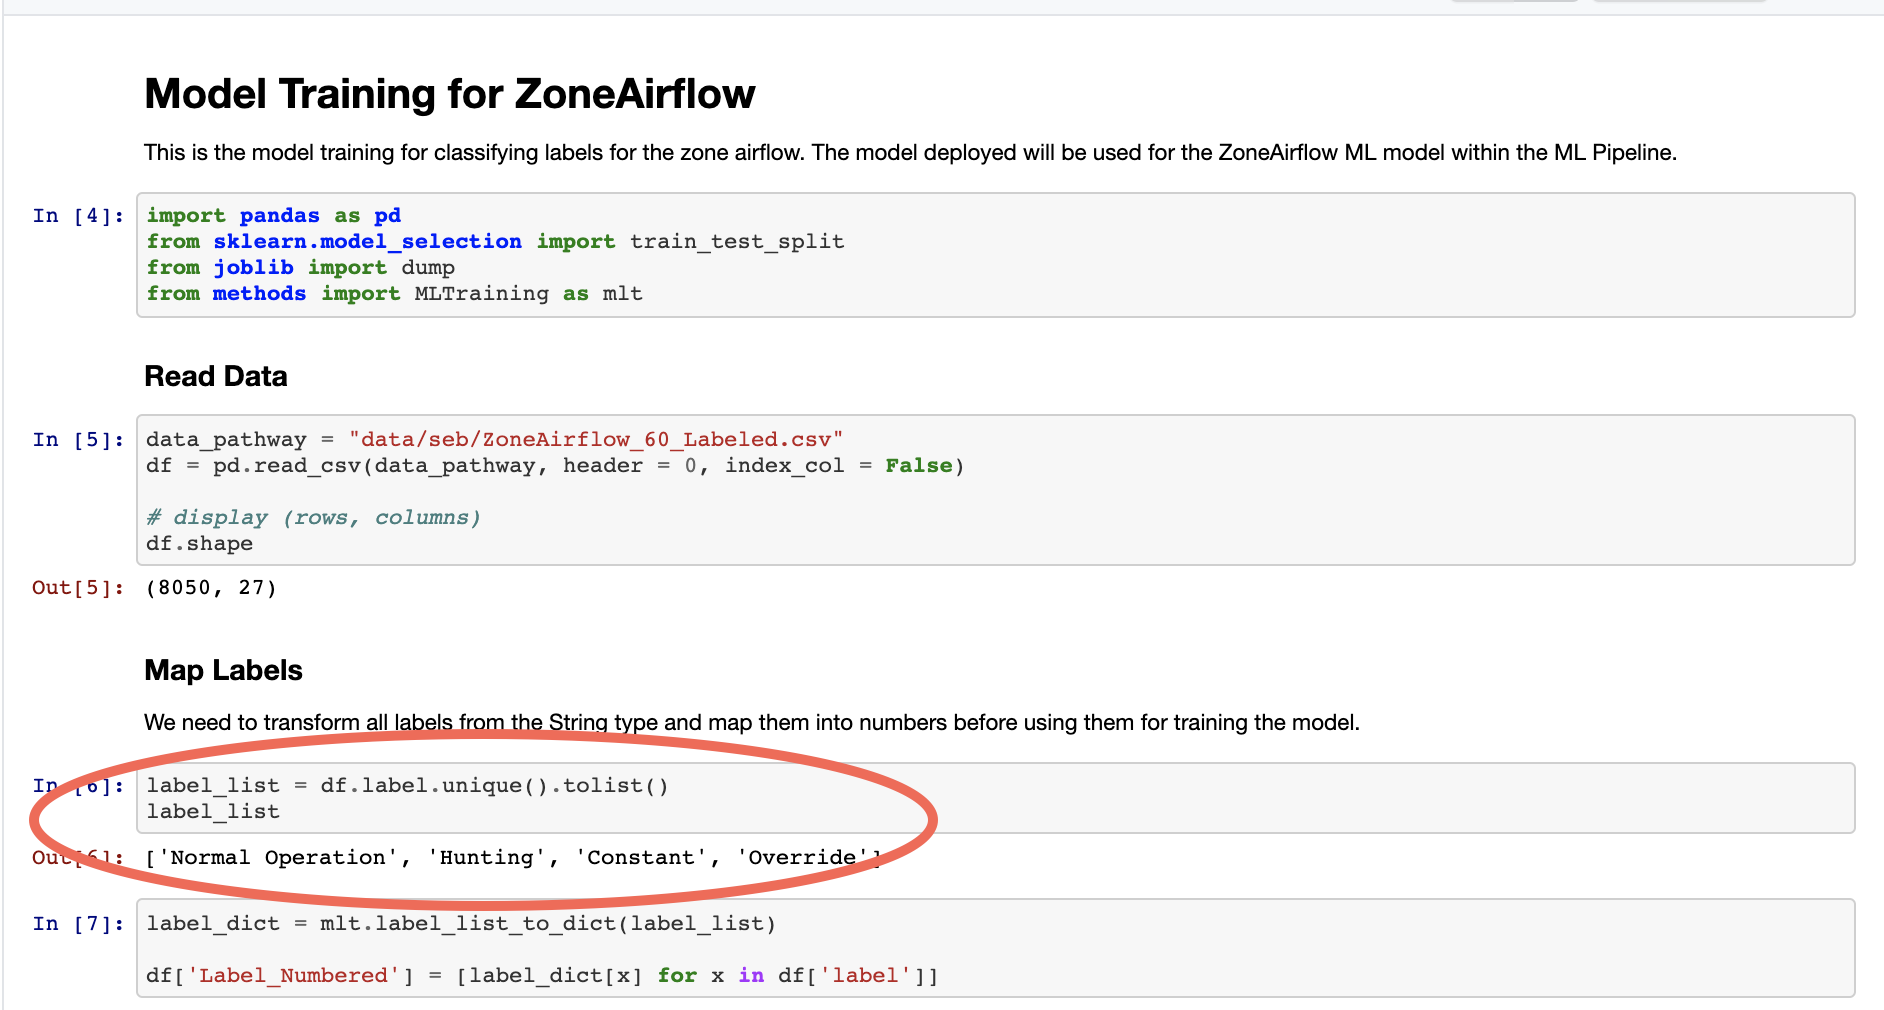 Model Training for ZoneAirflow
This is the model training for classifying labels for the zone airflow. The model deployed will be used for the ZoneAirflow ML model within the ML Pipeline.
In [4]: import pandas as pd
from sklearn.model_selection import train_test_split
from joblib import dump
from methods import MLTraining as mlt
Read Data
In [5]: data_pathway = "data/seb/ZoneAirflow_60_Labeled.csv"
df = pd.read_csv(data_pathway, header = 0, index_col = False)
# display (rows, columns)
df.shape
Out[5]: (8050, 27)
Map Labels
We need to transform all labels from the String type and map them into numbers before using them for training the model.
In [6]: label_list = df.label.unique().tolist()
label_list
Out[6]: ['Normal Operation', 'Hunting', 'Constant', 'Override']
In [7]: label_dict = mlt.label_list_to_dict(label_list)
df['Label_Numbered'] = [label_dict[x] for x in df['label']]